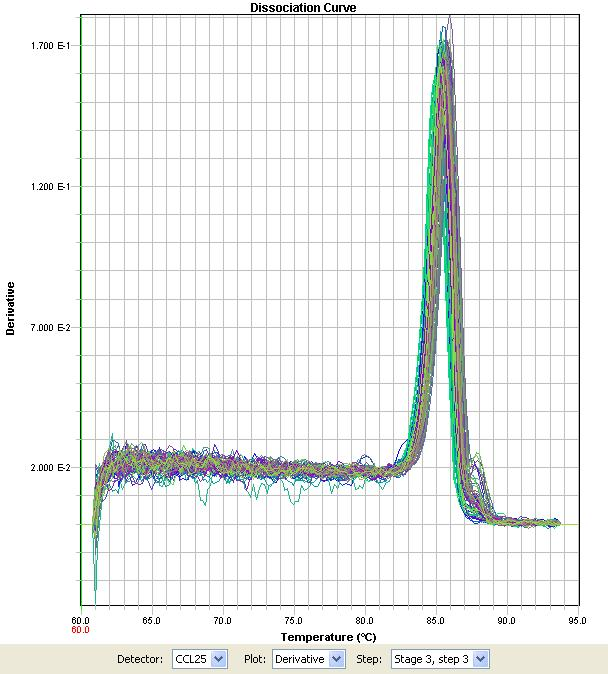 Dissociation Curve
1.700 E-1
1.200 E-1
7.000 E-2
2.000 E-2
Derivative
60.0 65.0 70.0 75.0 80.0 85.0 90.0 95.0
60.0
Temperature (°C)
Detector: CCL25 Plot: Derivative Step: Stage 3, step 3